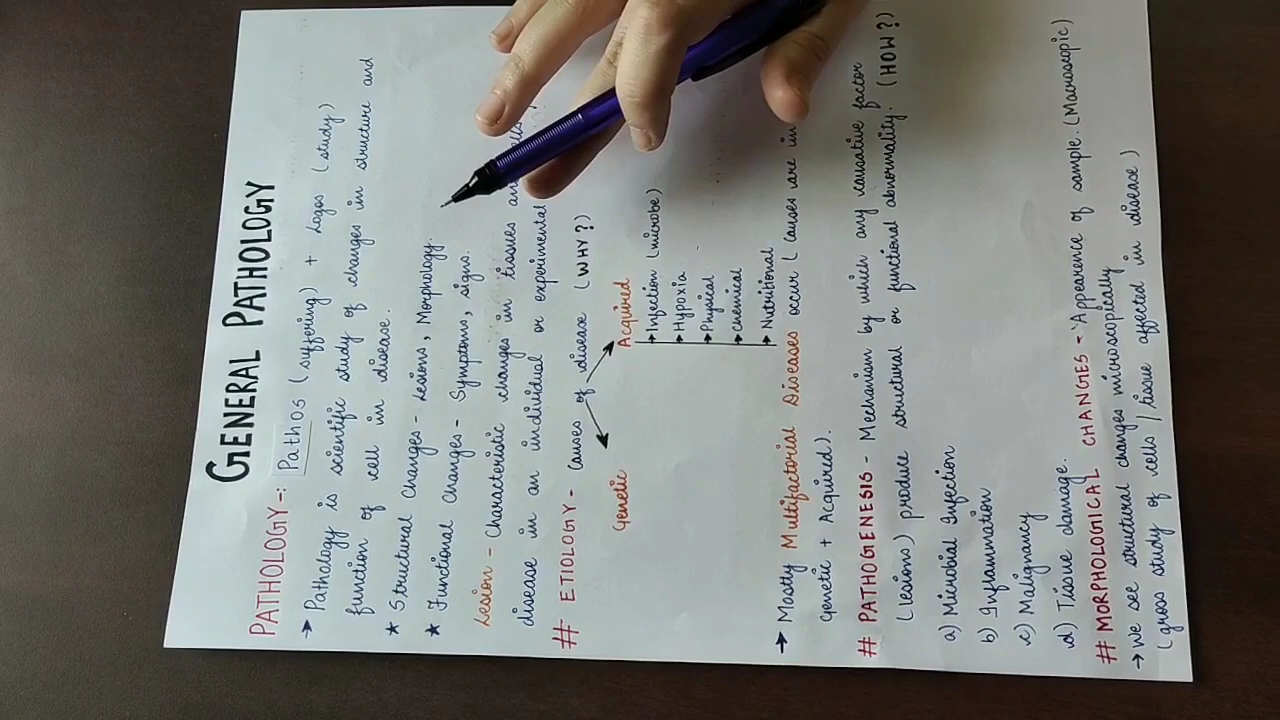 GENERAL PATHOLOGY
PATHOLOGY-: Pathos (suffering) + Logos (study)
→ Pathology is scientific study of changes in structure and
function of cell in disease.
★ Structural Changes - Lesions, Morphology.
★ Functional Changes - Symptoms, signs.
Lesion - Characteristic changes in tissues and
disease in an individual or experimental
# ETIOLOGY - Causes of disease (WHY?)
Genetic Acquired
→ Infection (microbe)
→ Hypoxia
→ Physical
→ Chemical
→ Nutritional
→ Mostly Multifactorial Diseases occur ( Causes are in
Genetic + Acquired).
# PATHOGENESIS - Mechanism by which any causative factor
(Lesions) produce structural or functional abnormality. (HOW?)
a) Microbial Infection
b) Inflammation
c) Malignancy
d) Tissue damage.
# MORPHOLOGICAL CHANGES - Appearence of sample. (Macroscopic)
→ We see structural changes microscopically
(gross study of cells / tissue affected in disease)